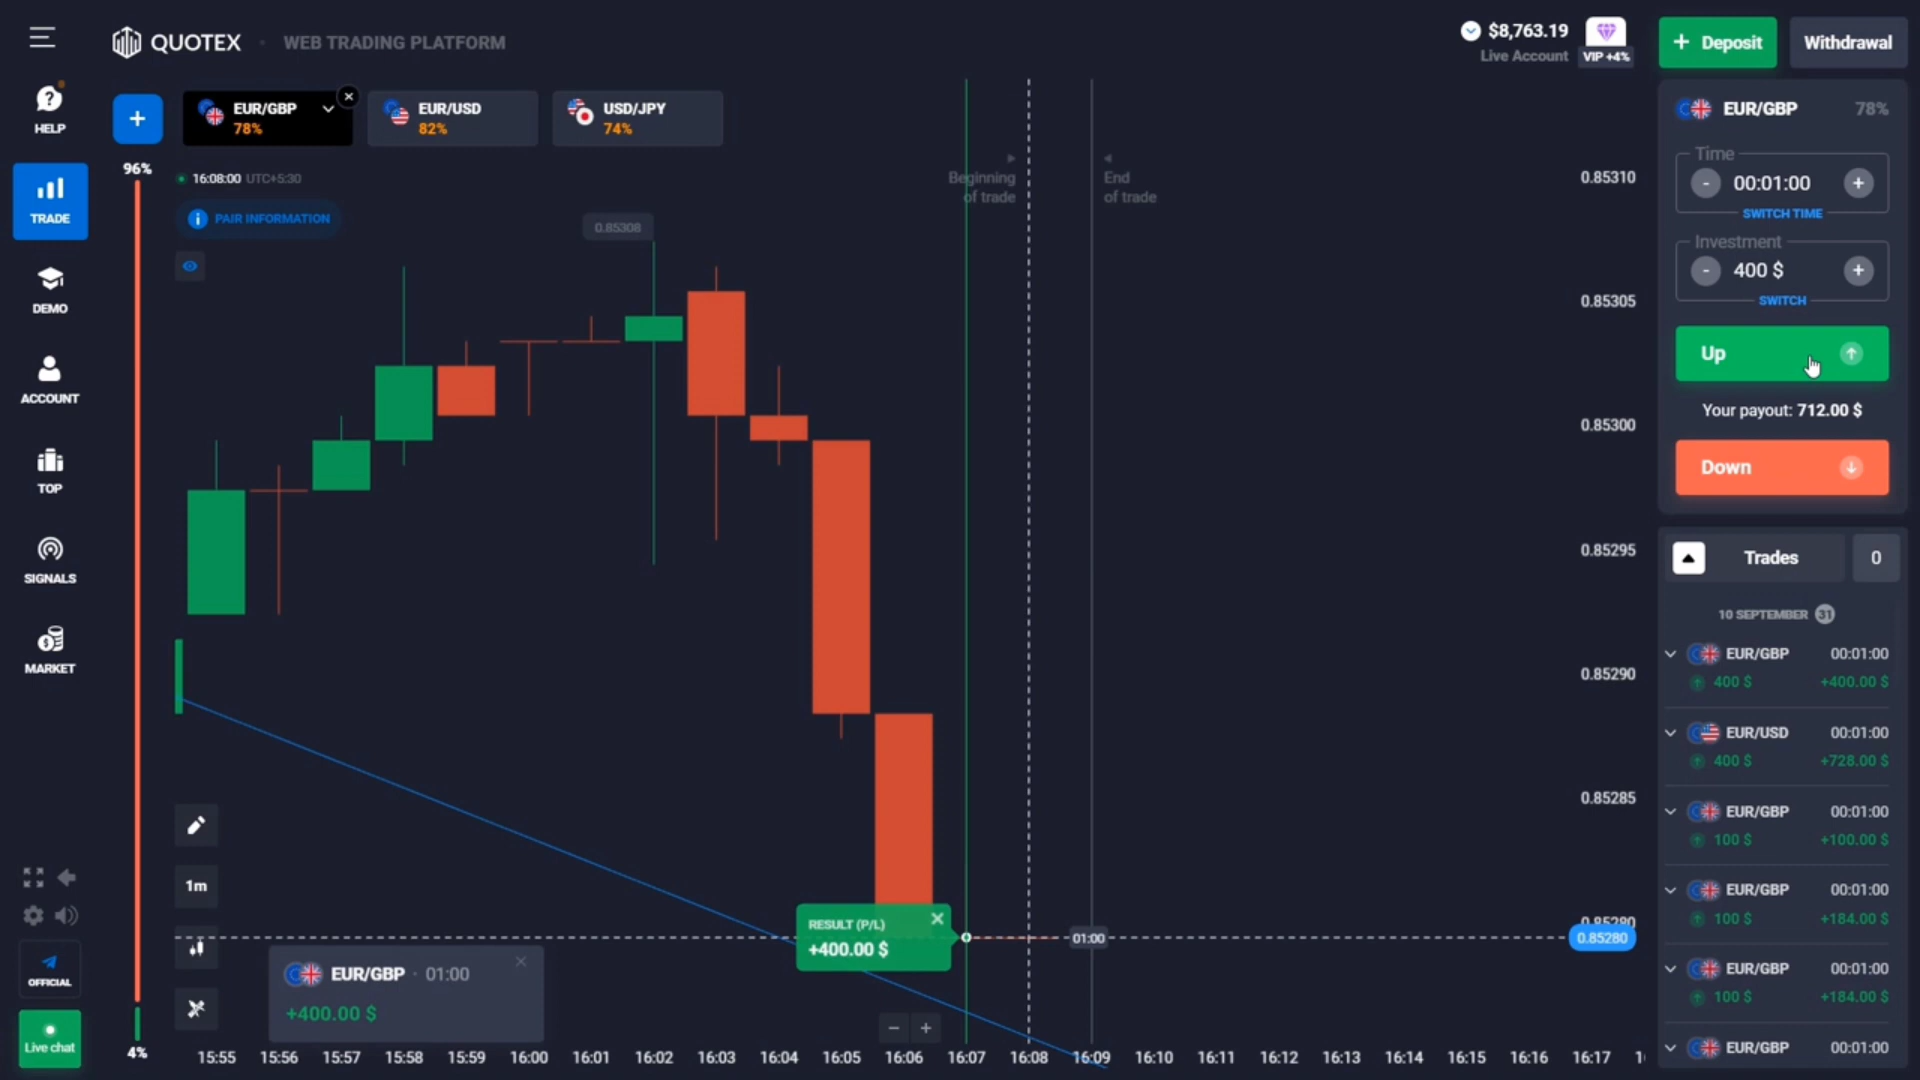 QUOTEX
WEB TRADING PLATFORM
$8,763.19
Live Account
VIP +4%
+ Deposit
Withdrawal
HELP
TRADE
DEMO
ACCOUNT
TOP
SIGNALS
MARKET
OFFICIAL
Live chat
+
EUR/GBP
78%
EUR/USD
82%
USD/JPY
74%
96%
4%
16:08:00 UTC+5:30
PAIR INFORMATION
0.85308
Beginning
of trade
End
of trade
0.85310
0.85305
0.85300
0.85295
0.85290
0.85285
0.85280
0.85280
1m
RESULT (P/L)
+400.00 $
01:00
EUR/GBP · 01:00
+400.00 $
− +
15:55 15:56 15:57 15:58 15:59 16:00 16:01 16:02 16:03 16:04 16:05 16:06 16:07 16:08 16:09 16:10 16:11 16:12 16:13 16:14 16:15 16:16 16:17
EUR/GBP 78%
Time
- 00:01:00 +
SWITCH TIME
Investment
- 400 $ +
SWITCH
Up
Your payout: 712.00 $
Down
Trades 0
10 SEPTEMBER 31
EUR/GBP 00:01:00
400 $ +400.00 $
EUR/USD 00:01:00
400 $ +728.00 $
EUR/GBP 00:01:00
100 $ +100.00 $
EUR/GBP 00:01:00
100 $ +184.00 $
EUR/GBP 00:01:00
100 $ +184.00 $
EUR/GBP 00:01:00